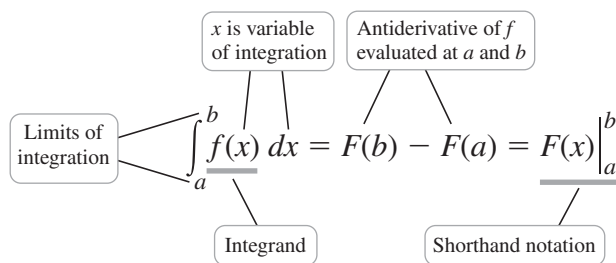 x is variable
of integration
Antiderivative of f
evaluated at a and b
Limits of
integration
∫_a^b f(x) dx = F(b) − F(a) = F(x)|_a^b
Integrand
Shorthand notation